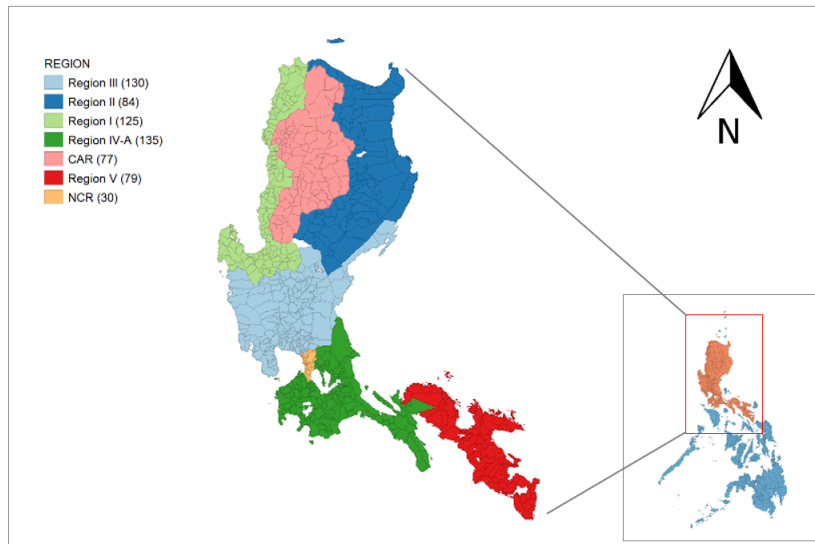 REGION
Region III (130)
Region II (84)
Region I (125)
Region IV-A (135)
CAR (77)
Region V (79)
NCR (30)
N